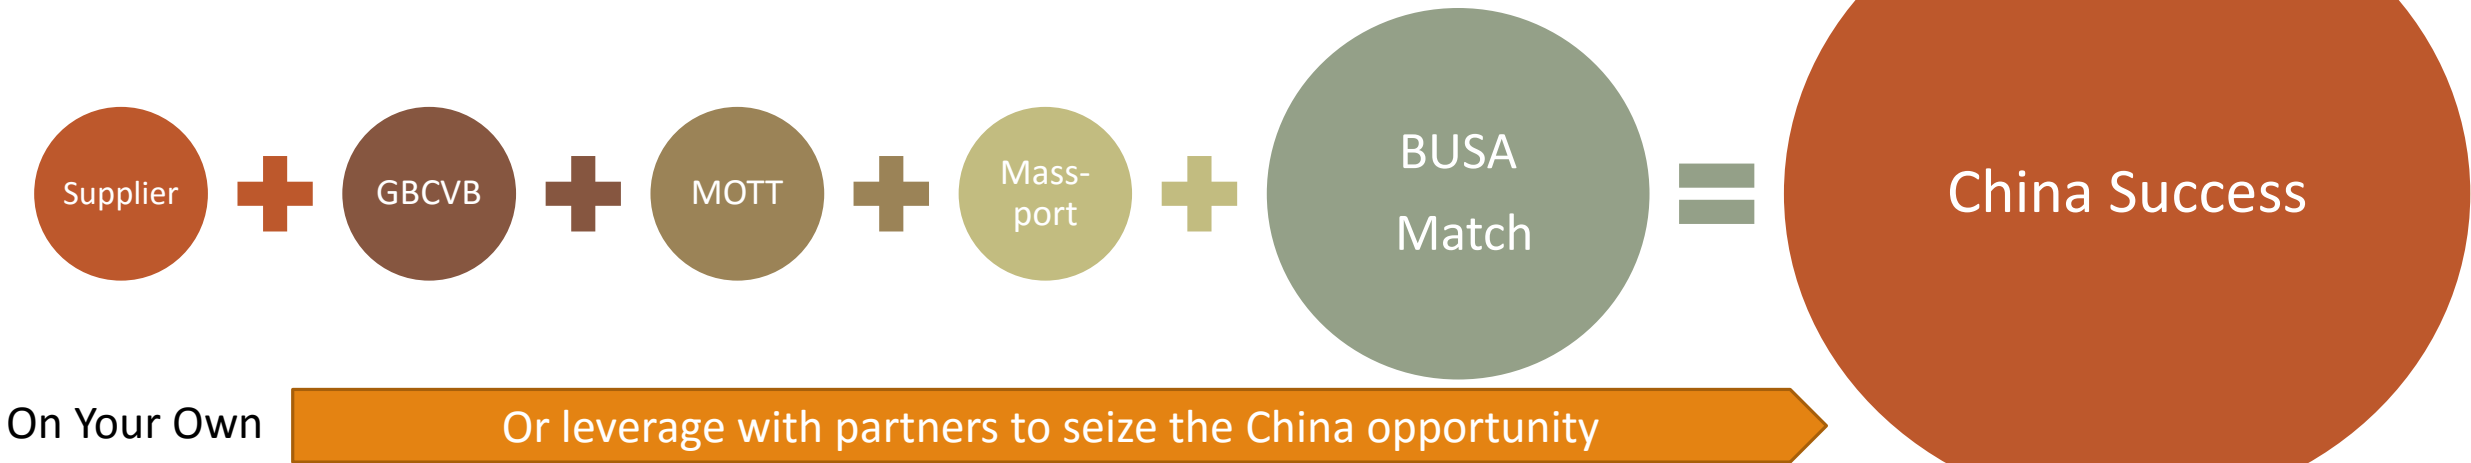 Supplier
GBCVB
MOTT
Mass-
port
BUSA
Match
China Success
On Your Own
Or leverage with partners to seize the China opportunity